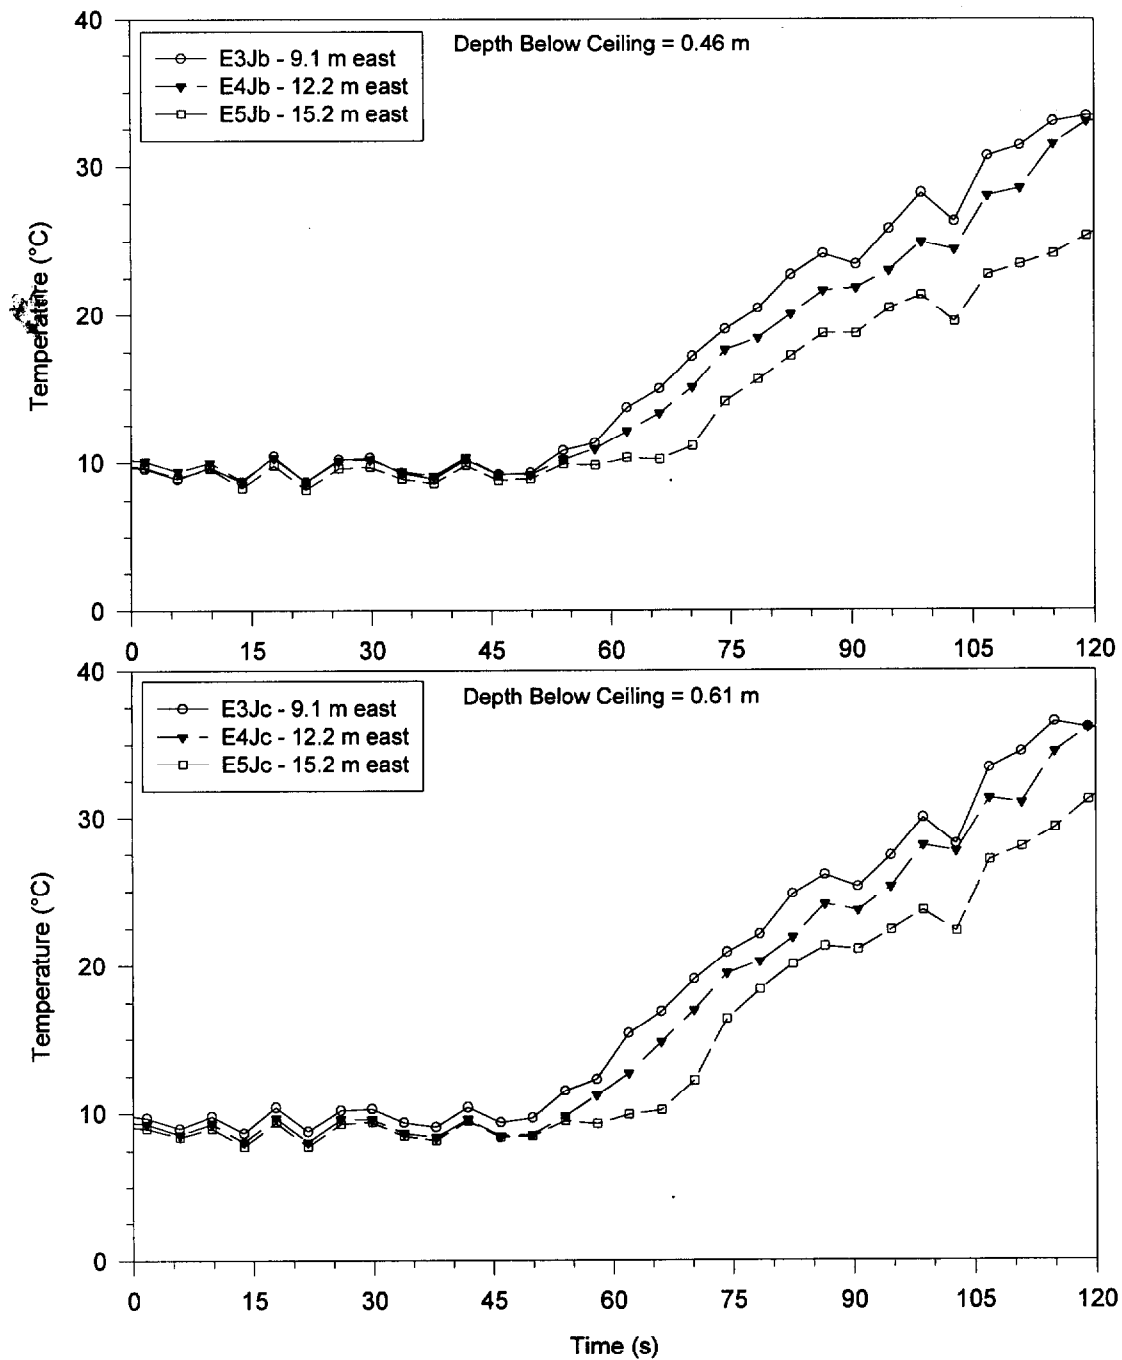 40
30
20
10
0
Temperature (°C)
Depth Below Ceiling = 0.46 m
E3Jb - 9.1 m east
E4Jb - 12.2 m east
E5Jb - 15.2 m east
0 15 30 45 60 75 90 105 120
40
30
20
10
0
Temperature (°C)
Depth Below Ceiling = 0.61 m
E3Jc - 9.1 m east
E4Jc - 12.2 m east
E5Jc - 15.2 m east
0 15 30 45 60 75 90 105 120
Time (s)